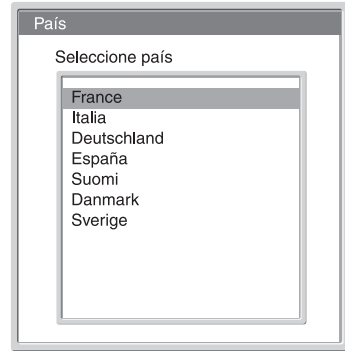 País
Seleccione país
France
Italia
Deutschland
España
Suomi
Danmark
Sverige